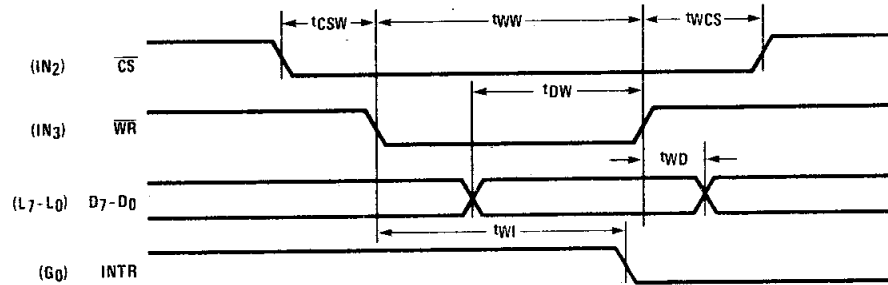 tCSW tWW tWCS
(IN2) CS
tDW
(IN3) WR
tWD
(L7-L0) D7-D0
tWI
(G0) INTR